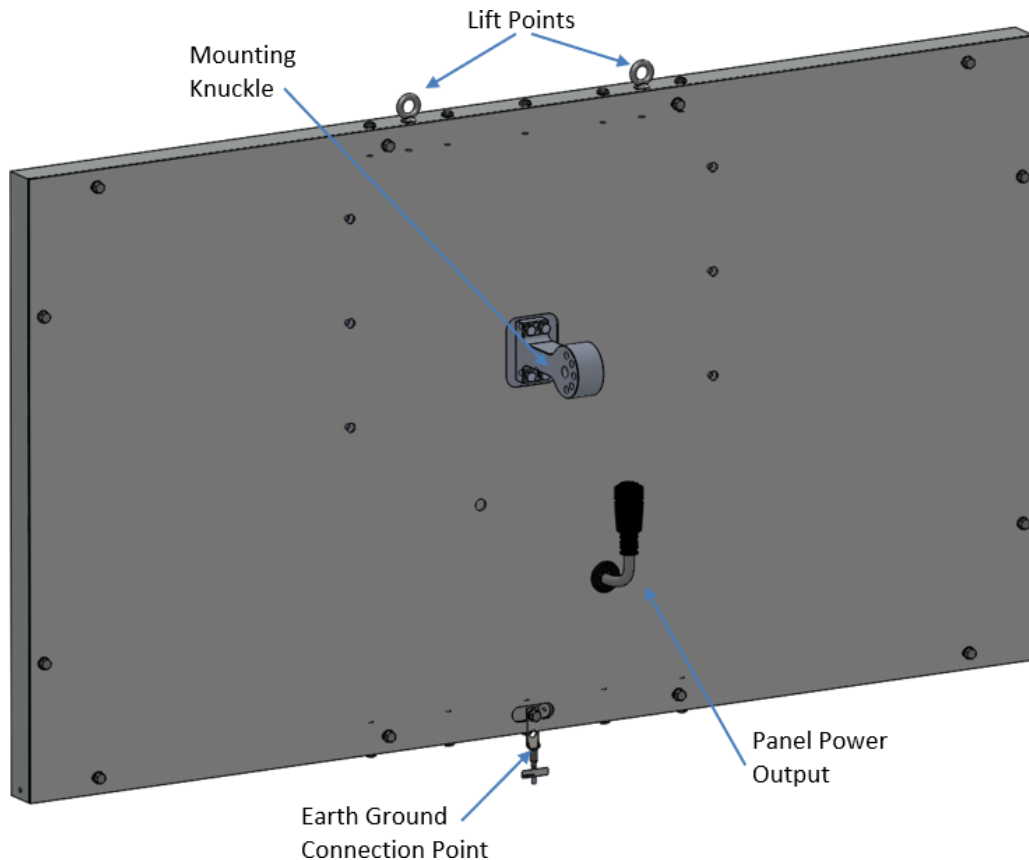 Lift Points
Mounting
Knuckle
Panel Power
Output
Earth Ground
Connection Point